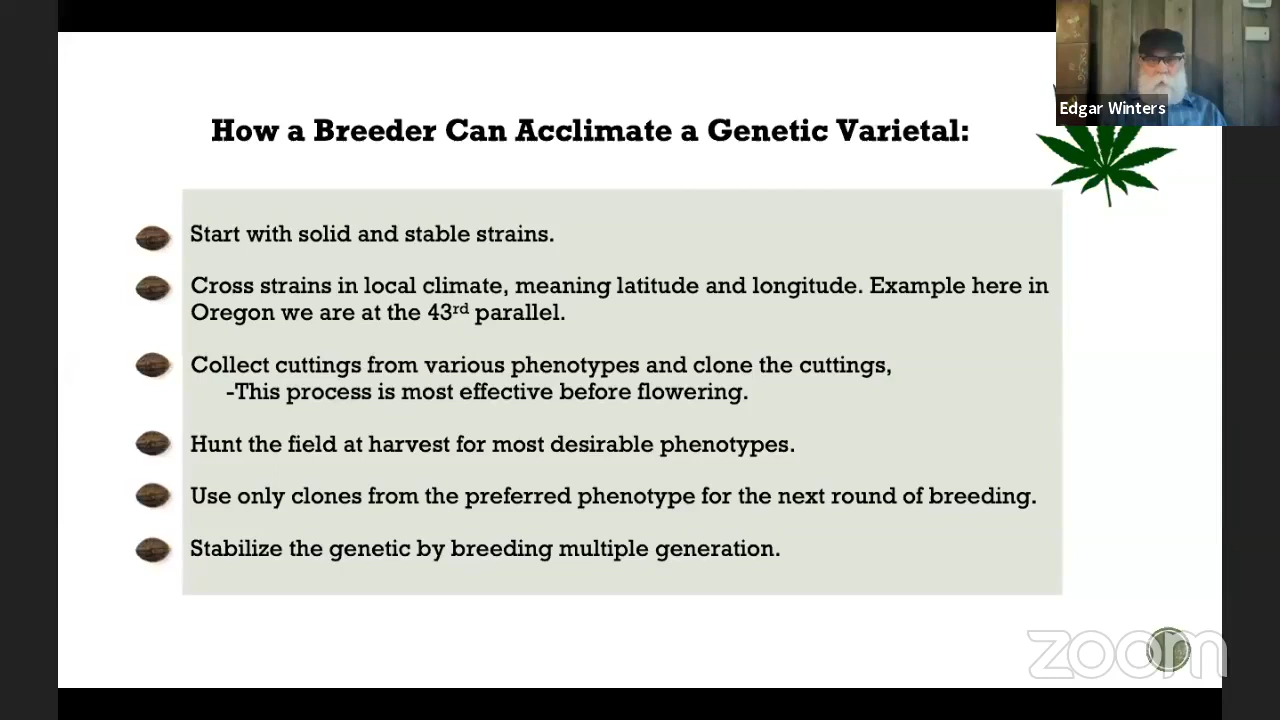 Edgar Winters
How a Breeder Can Acclimate a Genetic Varietal:
Start with solid and stable strains.
Cross strains in local climate, meaning latitude and longitude. Example here in
Oregon we are at the 43rd parallel.
Collect cuttings from various phenotypes and clone the cuttings,
-This process is most effective before flowering.
Hunt the field at harvest for most desirable phenotypes.
Use only clones from the preferred phenotype for the next round of breeding.
Stabilize the genetic by breeding multiple generation.
zoom